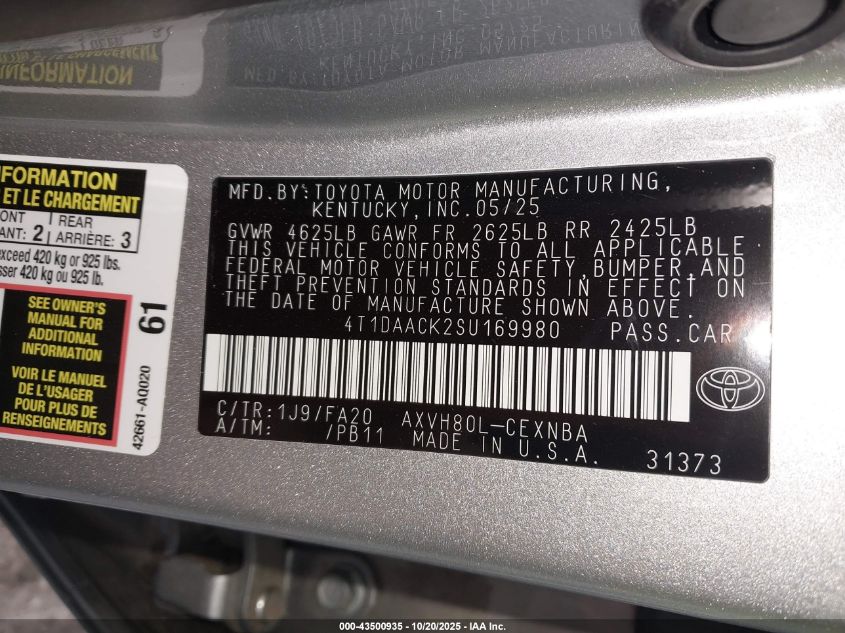 INFORMATION
ET LE CHARGEMENT
REAR
2 ARRIÈRE: 3
exceed 420 kg or 925 lbs.
420 kg ou 925 lb.
SEE OWNER'S
MANUAL FOR
ADDITIONAL
INFORMATION
VOIR LE MANUEL
DE L'USAGER
POUR PLUS DE
RENSEIGNEMENTS
61
42661-AQ020
MFD.BY: TOYOTA MOTOR MANUFACTURING,
KENTUCKY, INC. 05/25
GVWR 4625LB GAWR FR 2625LB RR 2425LB
THIS VEHICLE CONFORMS TO ALL APPLICABLE
FEDERAL MOTOR VEHICLE SAFETY, BUMPER, AND
THEFT PREVENTION STANDARDS IN EFFECT ON
THE DATE OF MANUFACTURE SHOWN ABOVE.
4T1DAACK2SU169980 PASS.CAR
C/TR: 1J9/FA20 AXVH80L-CEXNBA
A/TM: /PB11 MADE IN U.S.A.
31373
000-43500935 | 10/20/2025 | IAA Inc.